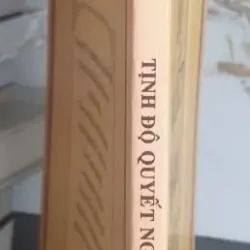 TỊNH ĐỘ QUYẾT